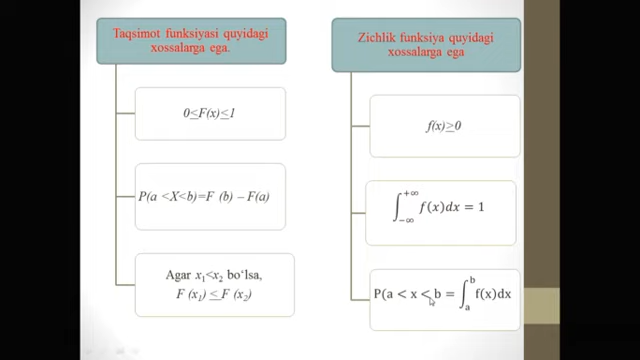 Taqsimot funksiyasi quyidagi
xossalarga ega.
0≤F(x)≤1
P(a <X<b)=F (b) – F(a)
Agar x₁<x₂ bo‘lsa,
F (x₁) ≤ F (x₂)
Zichlik funksiya quyidagi
xossalarga ega
f(x)≥0
∫₋∞⁺∞ f(x)dx = 1
P(a < x < b = ∫ₐᵇ f(x)dx